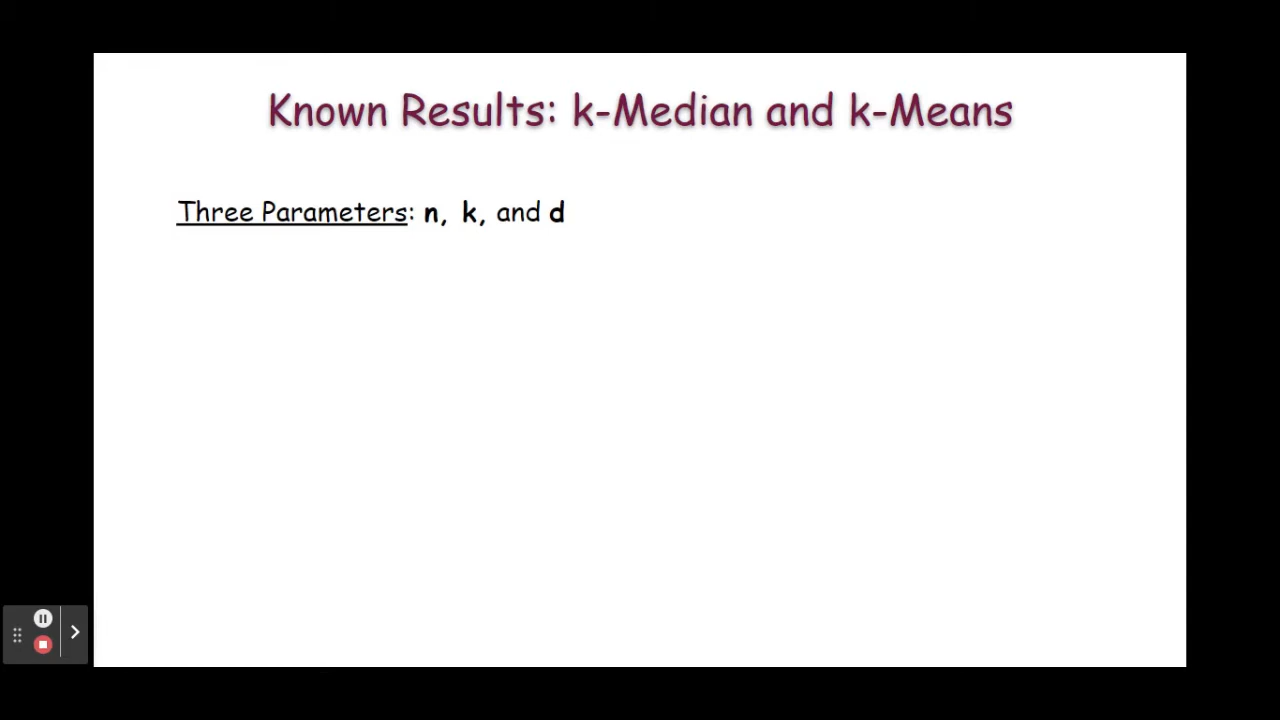 Known Results: k-Median and k-Means
Three Parameters: n, k, and d